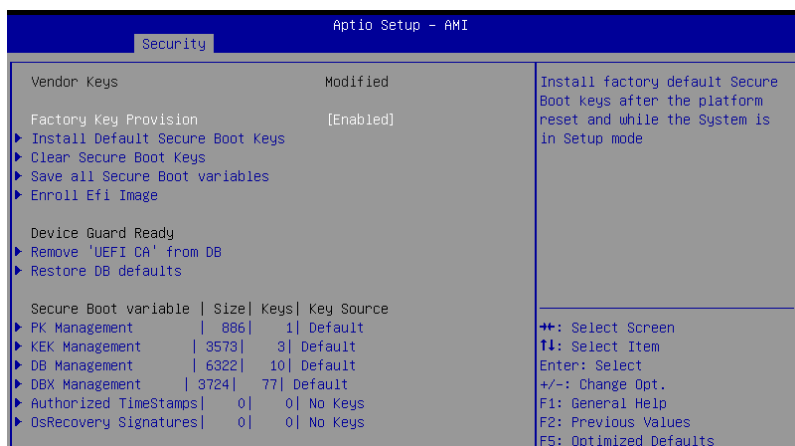 Aptio Setup – AMI
Security
Vendor Keys Modified
Factory Key Provision [Enabled]
Install Default Secure Boot Keys
Clear Secure Boot Keys
Save all Secure Boot variables
Enroll Efi Image
Device Guard Ready
Remove 'UEFI CA' from DB
Restore DB defaults
Secure Boot variable | Size| Keys| Key Source
PK Management | 886| 1| Default
KEK Management | 3573| 3| Default
DB Management | 6322| 10| Default
DBX Management | 3724| 77| Default
Authorized TimeStamps| 0| 0| No Keys
OsRecovery Signatures| 0| 0| No Keys
Install factory default Secure
Boot keys after the platform
reset and while the System is
in Setup mode
→←: Select Screen
↑↓: Select Item
Enter: Select
+/-: Change Opt.
F1: General Help
F2: Previous Values
F5: Optimized Defaults